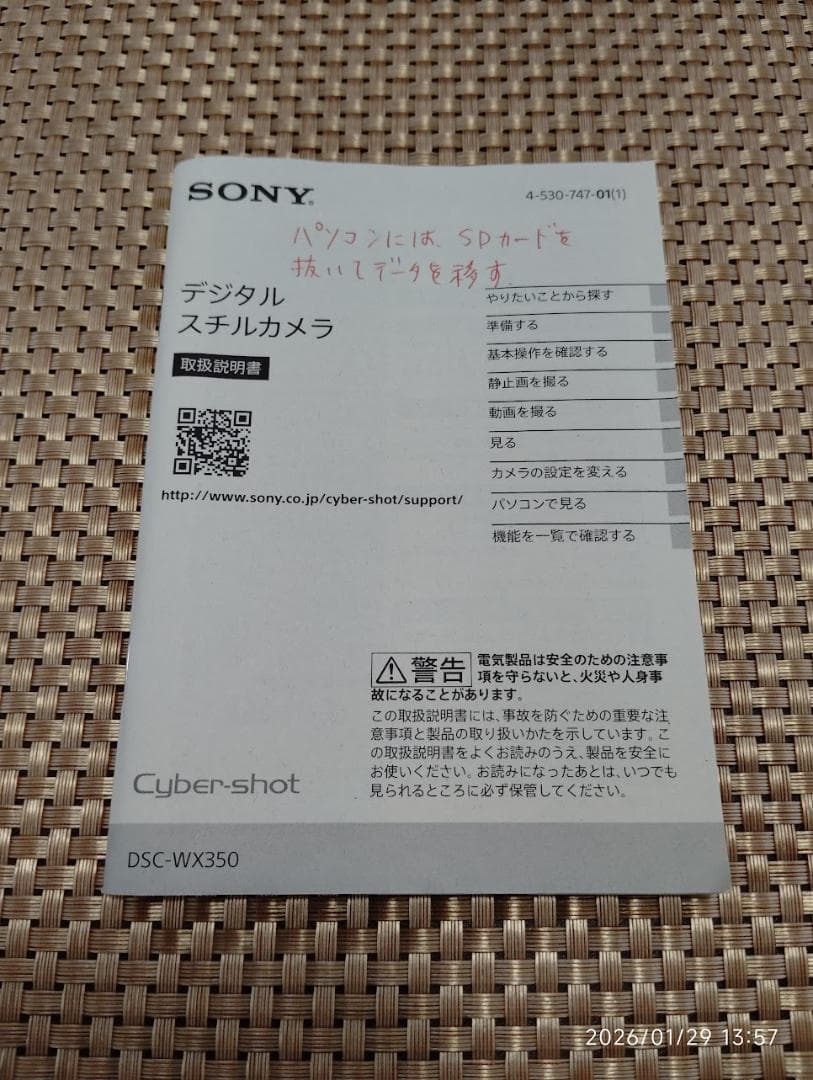 SONY®
4-530-747-01(1)
パソコンには、SDカードを
抜いてデータを移す。
デジタル
スチルカメラ
取扱説明書
http://www.sony.co.jp/cyber-shot/support/
やりたいことから探す
準備する
基本操作を確認する
静止画を撮る
動画を撮る
見る
カメラの設定を変える
パソコンで見る
機能を一覧で確認する
警告
電気製品は安全のための注意事
項を守らないと、火災や人身事
故になることがあります。
この取扱説明書には、事故を防ぐための重要な注
意事項と製品の取り扱いかたを示しています。こ
の取扱説明書をよくお読みのうえ、製品を安全に
お使いください。お読みになったあとは、いつでも
見られるところに必ず保管してください。
Cyber-shot
DSC-WX350
2026/01/29 13:57